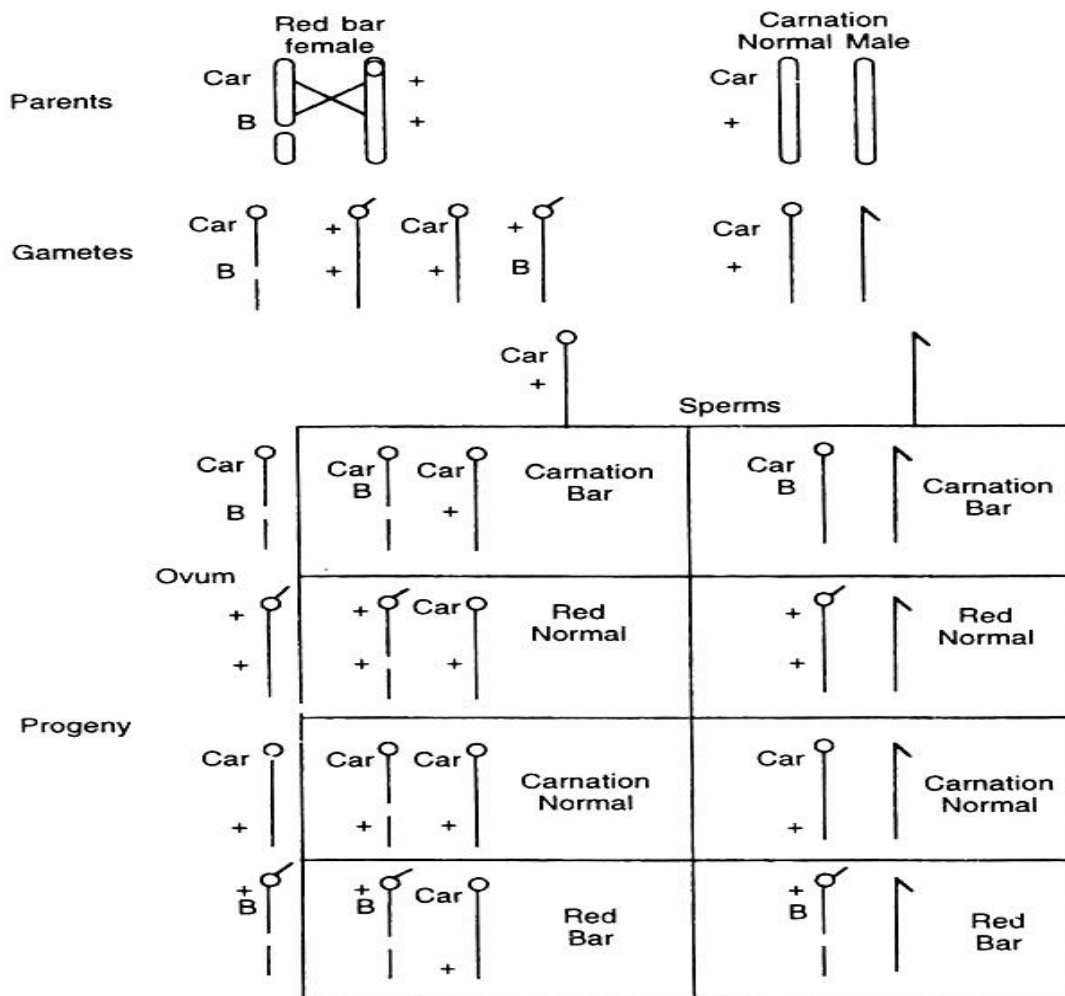 Red bar
female
Carnation
Normal Male
Parents
Car
B
+
+
Car
+
Gametes
Car
B
+
+
Car
+
+
B
Car
+
Car
+
Sperms
Car
B
Car
B
Car
+
Carnation
Bar
Car
B
Carnation
Bar
Ovum
+
+
+
+
Car
+
Red
Normal
+
+
Red
Normal
Progeny
Car
+
Car
+
Car
+
Carnation
Normal
Car
+
Carnation
Normal
+
B
+
B
Car
+
Red
Bar
+
B
Red
Bar